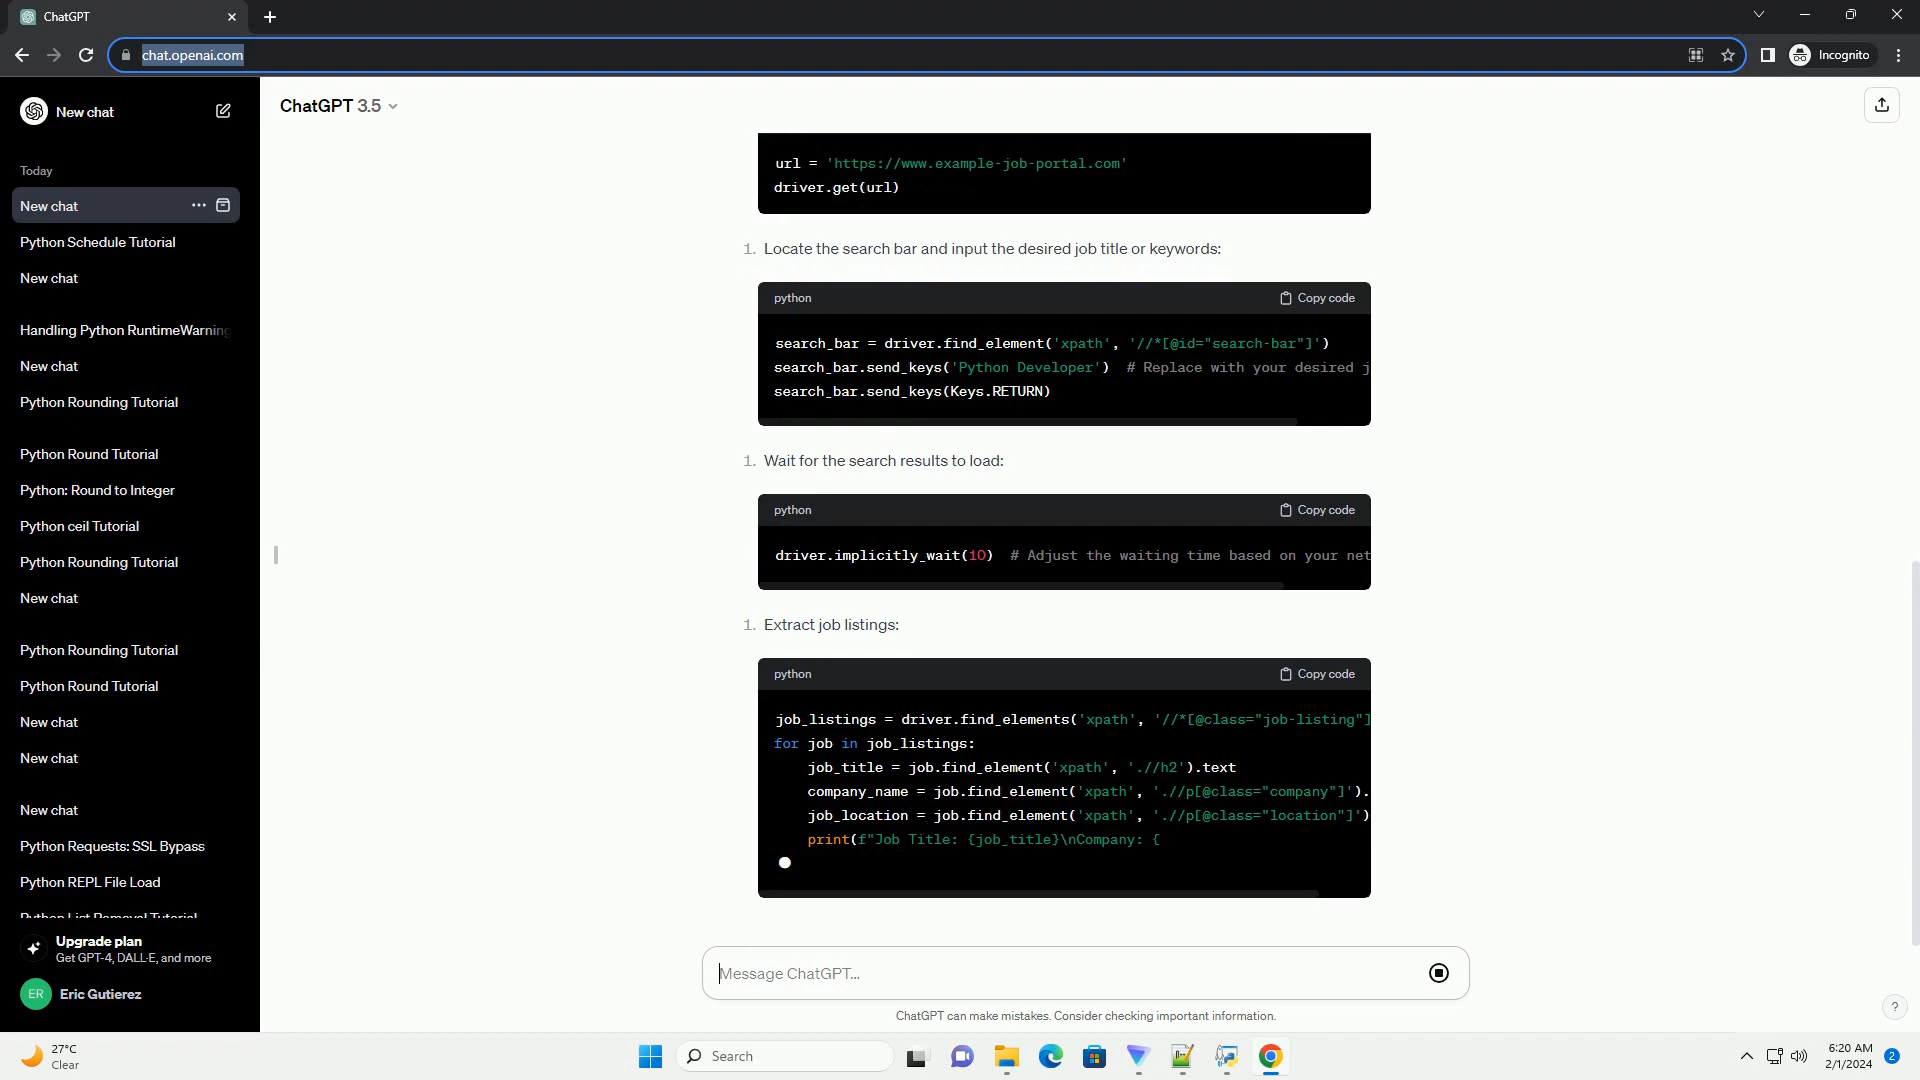 ChatGPT
chat.openai.com
Incognito
New chat
Today
New chat
Python Schedule Tutorial
New chat
Handling Python RuntimeWarning
New chat
Python Rounding Tutorial
Python Round Tutorial
Python: Round to Integer
Python ceil Tutorial
Python Rounding Tutorial
New chat
Python Rounding Tutorial
Python Round Tutorial
New chat
New chat
New chat
Python Requests: SSL Bypass
Python REPL File Load
Python List Removal Tutorial
Upgrade plan
Get GPT-4, DALL·E, and more
ER
Eric Gutierez
ChatGPT 3.5
url = 'https://www.example-job-portal.com'
driver.get(url)
1. Locate the search bar and input the desired job title or keywords:
python
Copy code
search_bar = driver.find_element('xpath', '//*[@id="search-bar"]')
search_bar.send_keys('Python Developer')  # Replace with your desired j
search_bar.send_keys(Keys.RETURN)
1. Wait for the search results to load:
python
Copy code
driver.implicitly_wait(10)  # Adjust the waiting time based on your net
1. Extract job listings:
python
Copy code
job_listings = driver.find_elements('xpath', '//*[@class="job-listing"]
for job in job_listings:
    job_title = job.find_element('xpath', './/h2').text
    company_name = job.find_element('xpath', './/p[@class="company"]').
    job_location = job.find_element('xpath', './/p[@class="location"]')
    print(f"Job Title: {job_title}\nCompany: {
Message ChatGPT...
ChatGPT can make mistakes. Consider checking important information.
?
27°C
Clear
Search
6:20 AM
2/1/2024
2